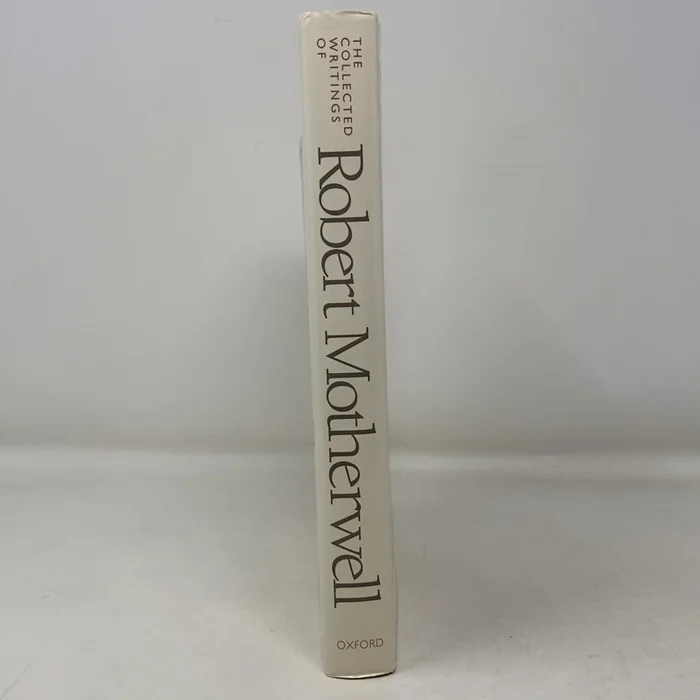 THE
COLLECTED
WRITINGS
OF
Robert Motherwell
OXFORD